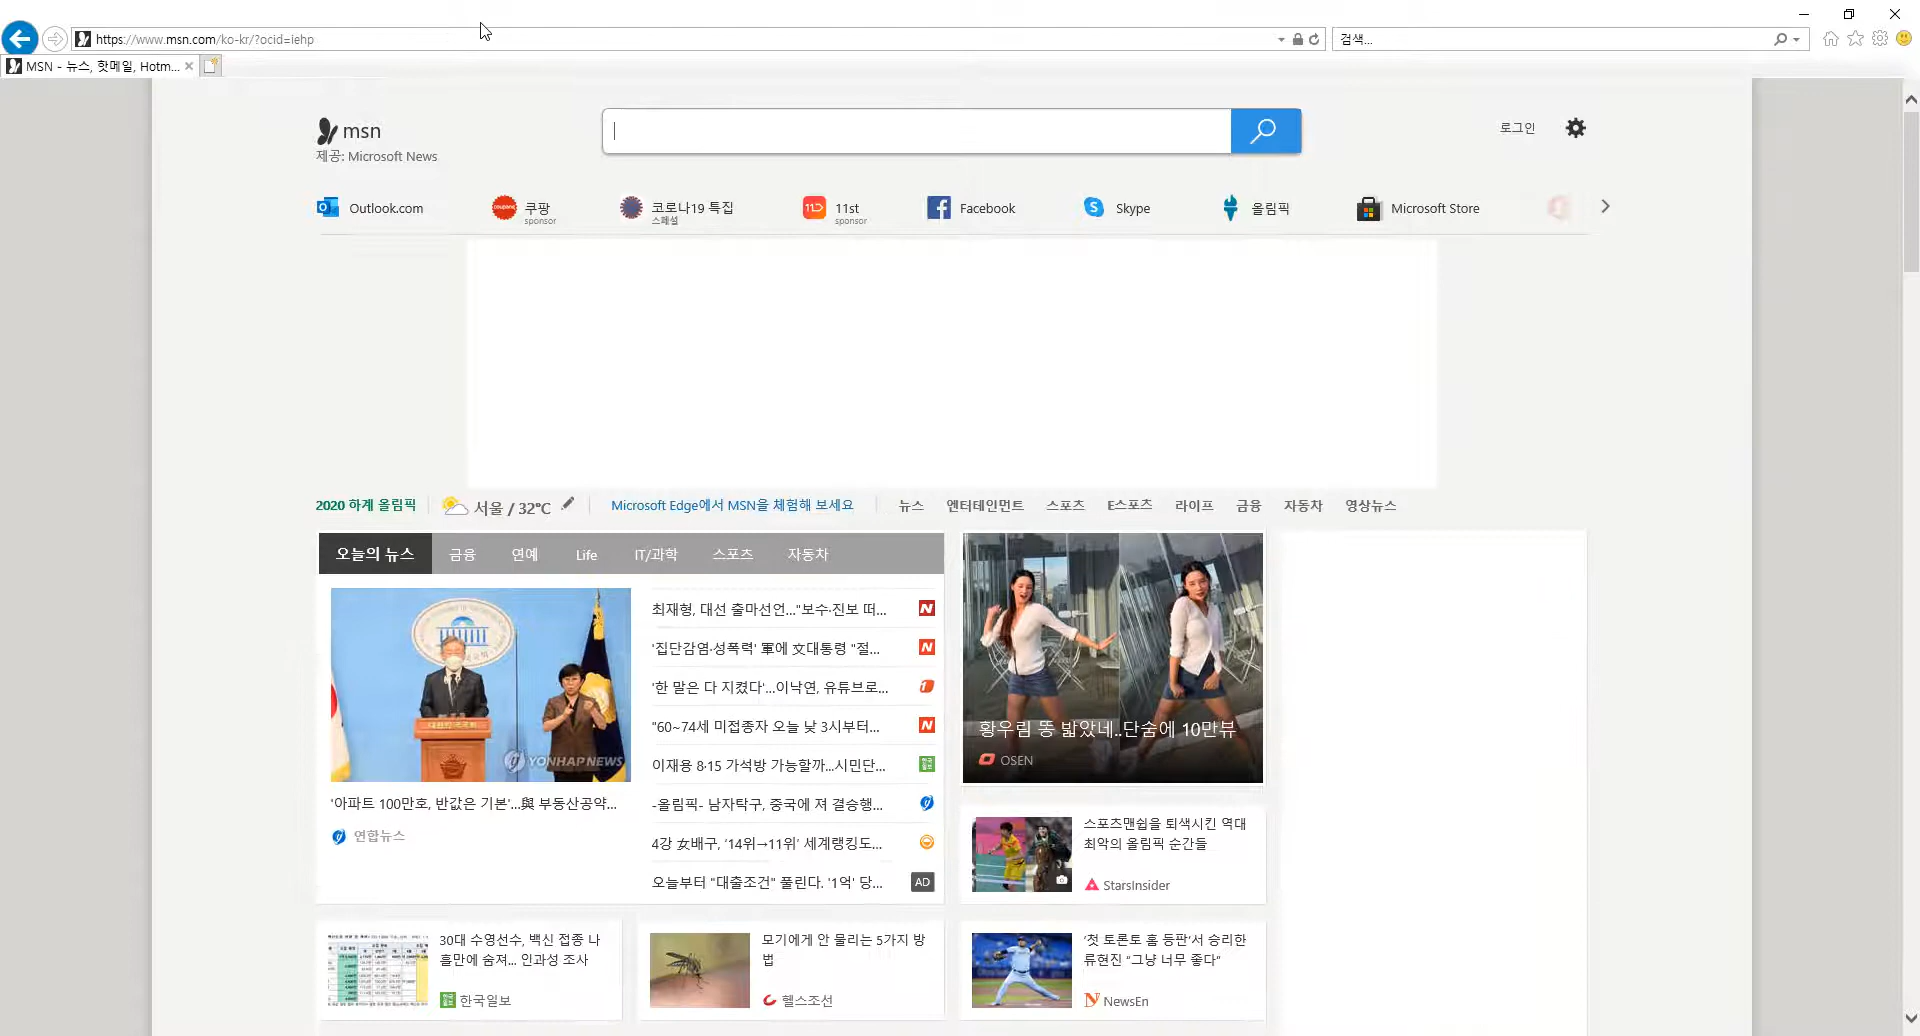 https://www.msn.com/ko-kr/?ocid=iehp
검색...
MSN - 뉴스, 핫메일, Hotm...
msn
제공: Microsoft News
로그인
Outlook.com
쿠팡
sponsor
코로나19 특집
스페셜
11st
sponsor
Facebook
Skype
올림픽
Microsoft Store
2020 하계 올림픽
서울 / 32°C
Microsoft Edge에서 MSN을 체험해 보세요
뉴스
엔터테인먼트
스포츠
E스포츠
라이프
금융
자동차
영상뉴스
오늘의 뉴스
금융
연예
Life
IT/과학
스포츠
자동차
YONHAP NEWS
'아파트 100만호, 반값은 기본'...與 부동산공약...
연합뉴스
최재형, 대선 출마선언..."보수·진보 떠...
'집단감염·성폭력' 軍에 文대통령 "절...
'한 말은 다 지켰다'...이낙연, 유튜브로...
"60~74세 미접종자 오늘 낮 3시부터...
이재용 8·15 가석방 가능할까...시민단...
-올림픽- 남자탁구, 중국에 져 결승행...
4강 女배구, '14위→11위' 세계랭킹도...
오늘부터 "대출조건" 풀린다. '1억' 당...
AD
황우림 똥 밟았네..단숨에 10만뷰
OSEN
스포츠맨쉽을 퇴색시킨 역대
최악의 올림픽 순간들
StarsInsider
30대 수영선수, 백신 접종 나
흘만에 숨져... 인과성 조사
한국일보
모기에게 안 물리는 5가지 방
법
헬스조선
'첫 토론토 홈 등판'서 승리한
류현진 "그냥 너무 좋다"
NewsEn